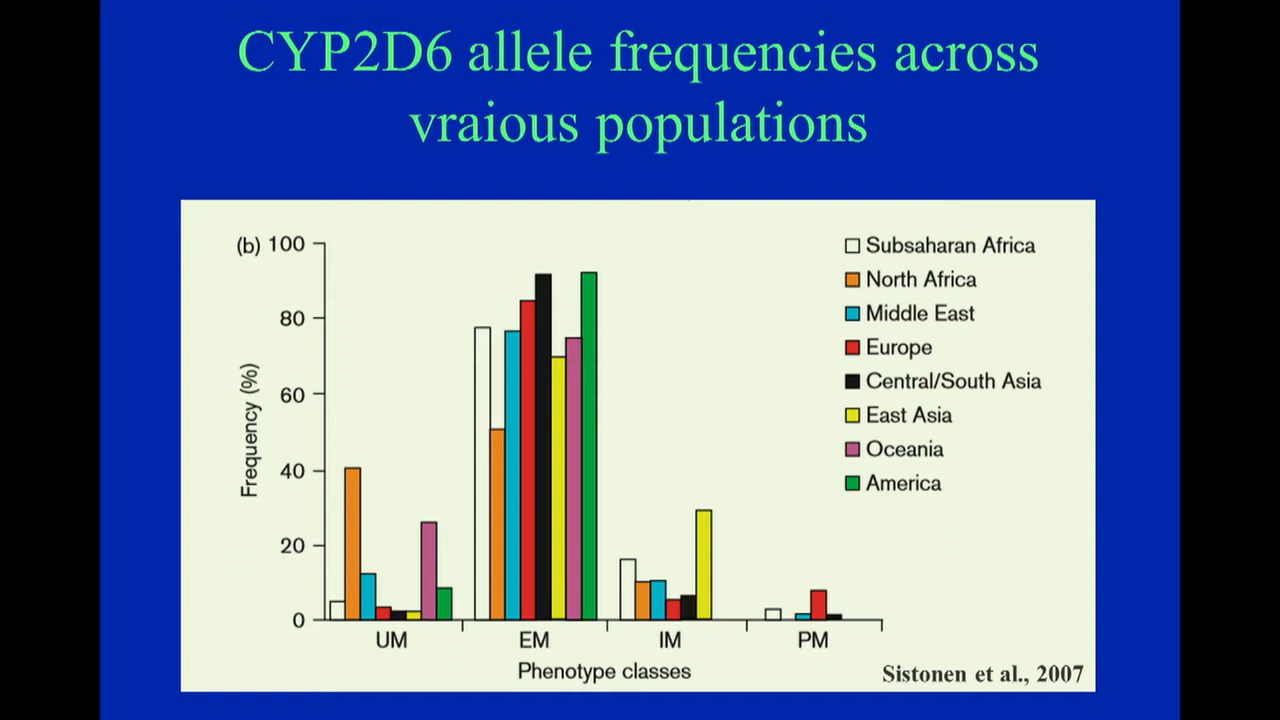 CYP2D6 allele frequencies across
vraious populations
(b) 100
80
60
40
20
0
Frequency (%)
UM EM IM PM
Phenotype classes
Subsaharan Africa
North Africa
Middle East
Europe
Central/South Asia
East Asia
Oceania
America
Sistonen et al., 2007